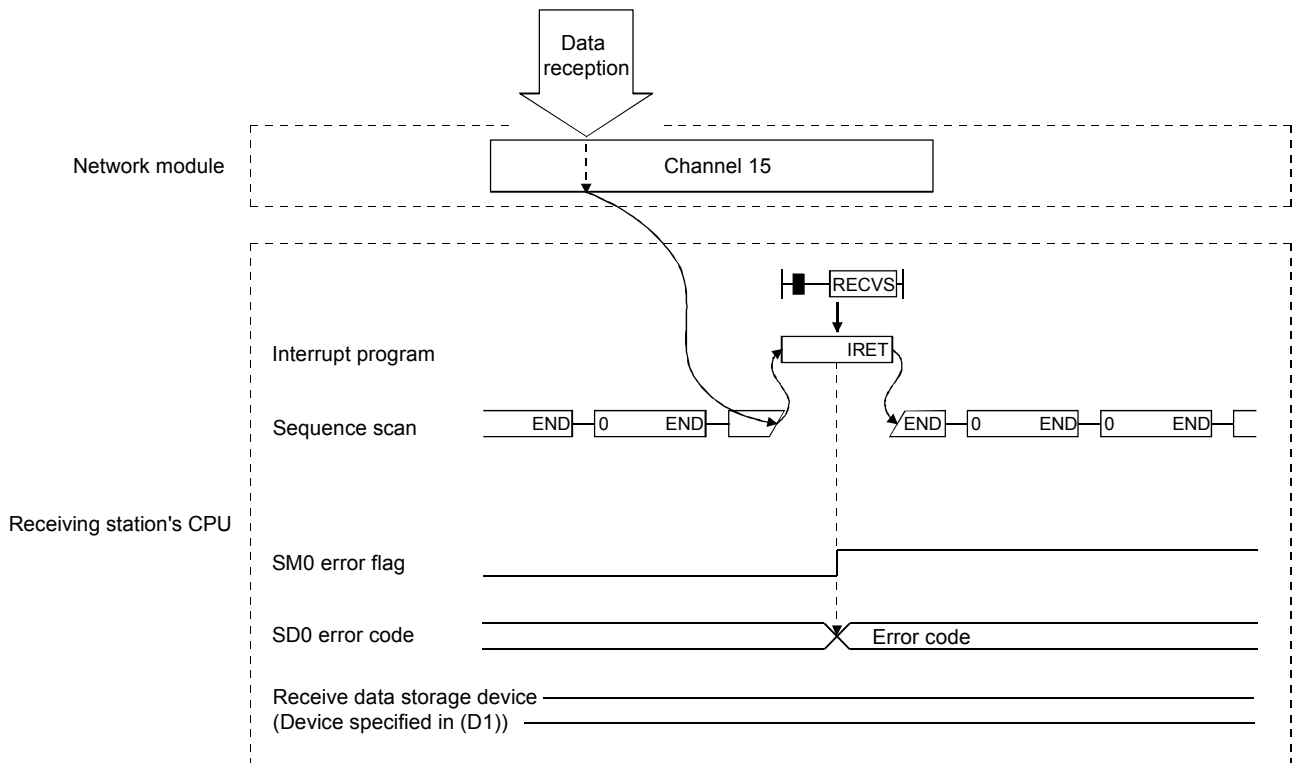 Data
reception
Network module
Channel 15
RECVS
Interrupt program
IRET
Sequence scan
END
0
END
END
0
END
0
END
Receiving station's CPU
SM0 error flag
SD0 error code
Error code
Receive data storage device
(Device specified in (D1))